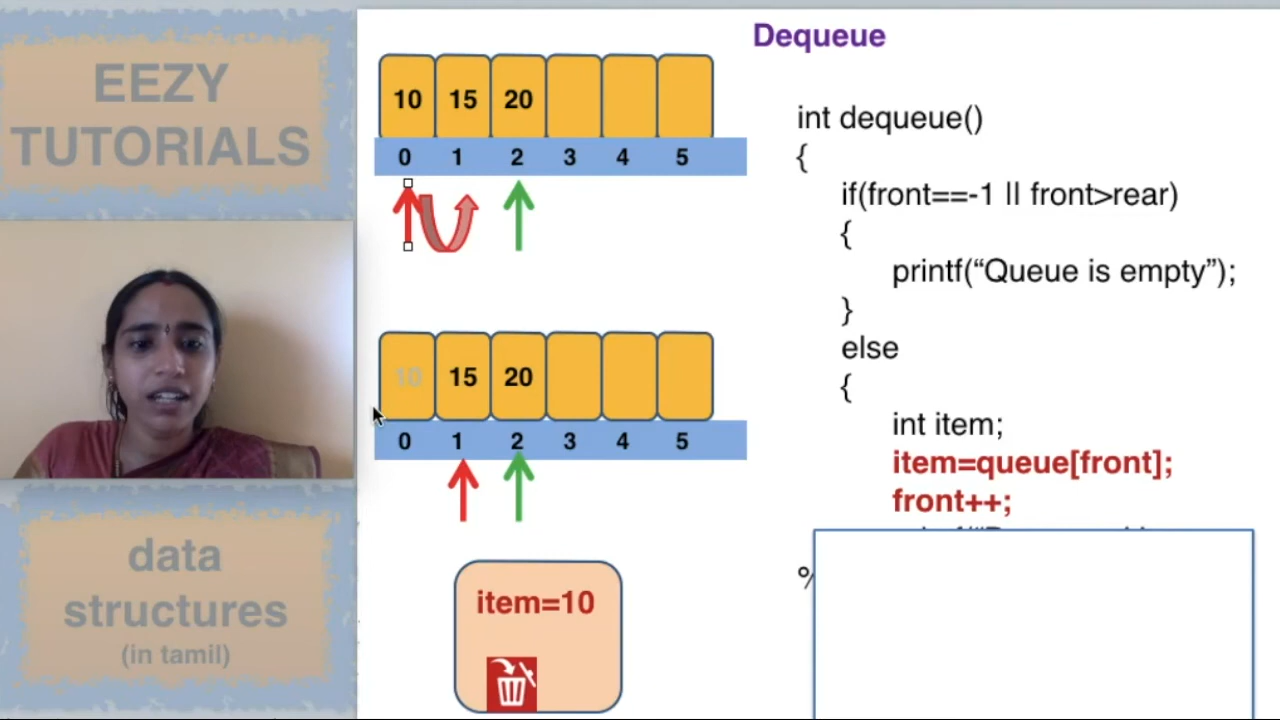 EEZY
TUTORIALS
data
structures
(in tamil)
10 15 20
0 1 2 3 4 5
10 15 20
0 1 2 3 4 5
item=10
Dequeue
int dequeue()
{
if(front==-1 || front>rear)
{
printf(“Queue is empty”);
}
else
{
int item;
item=queue[front];
front++;
%